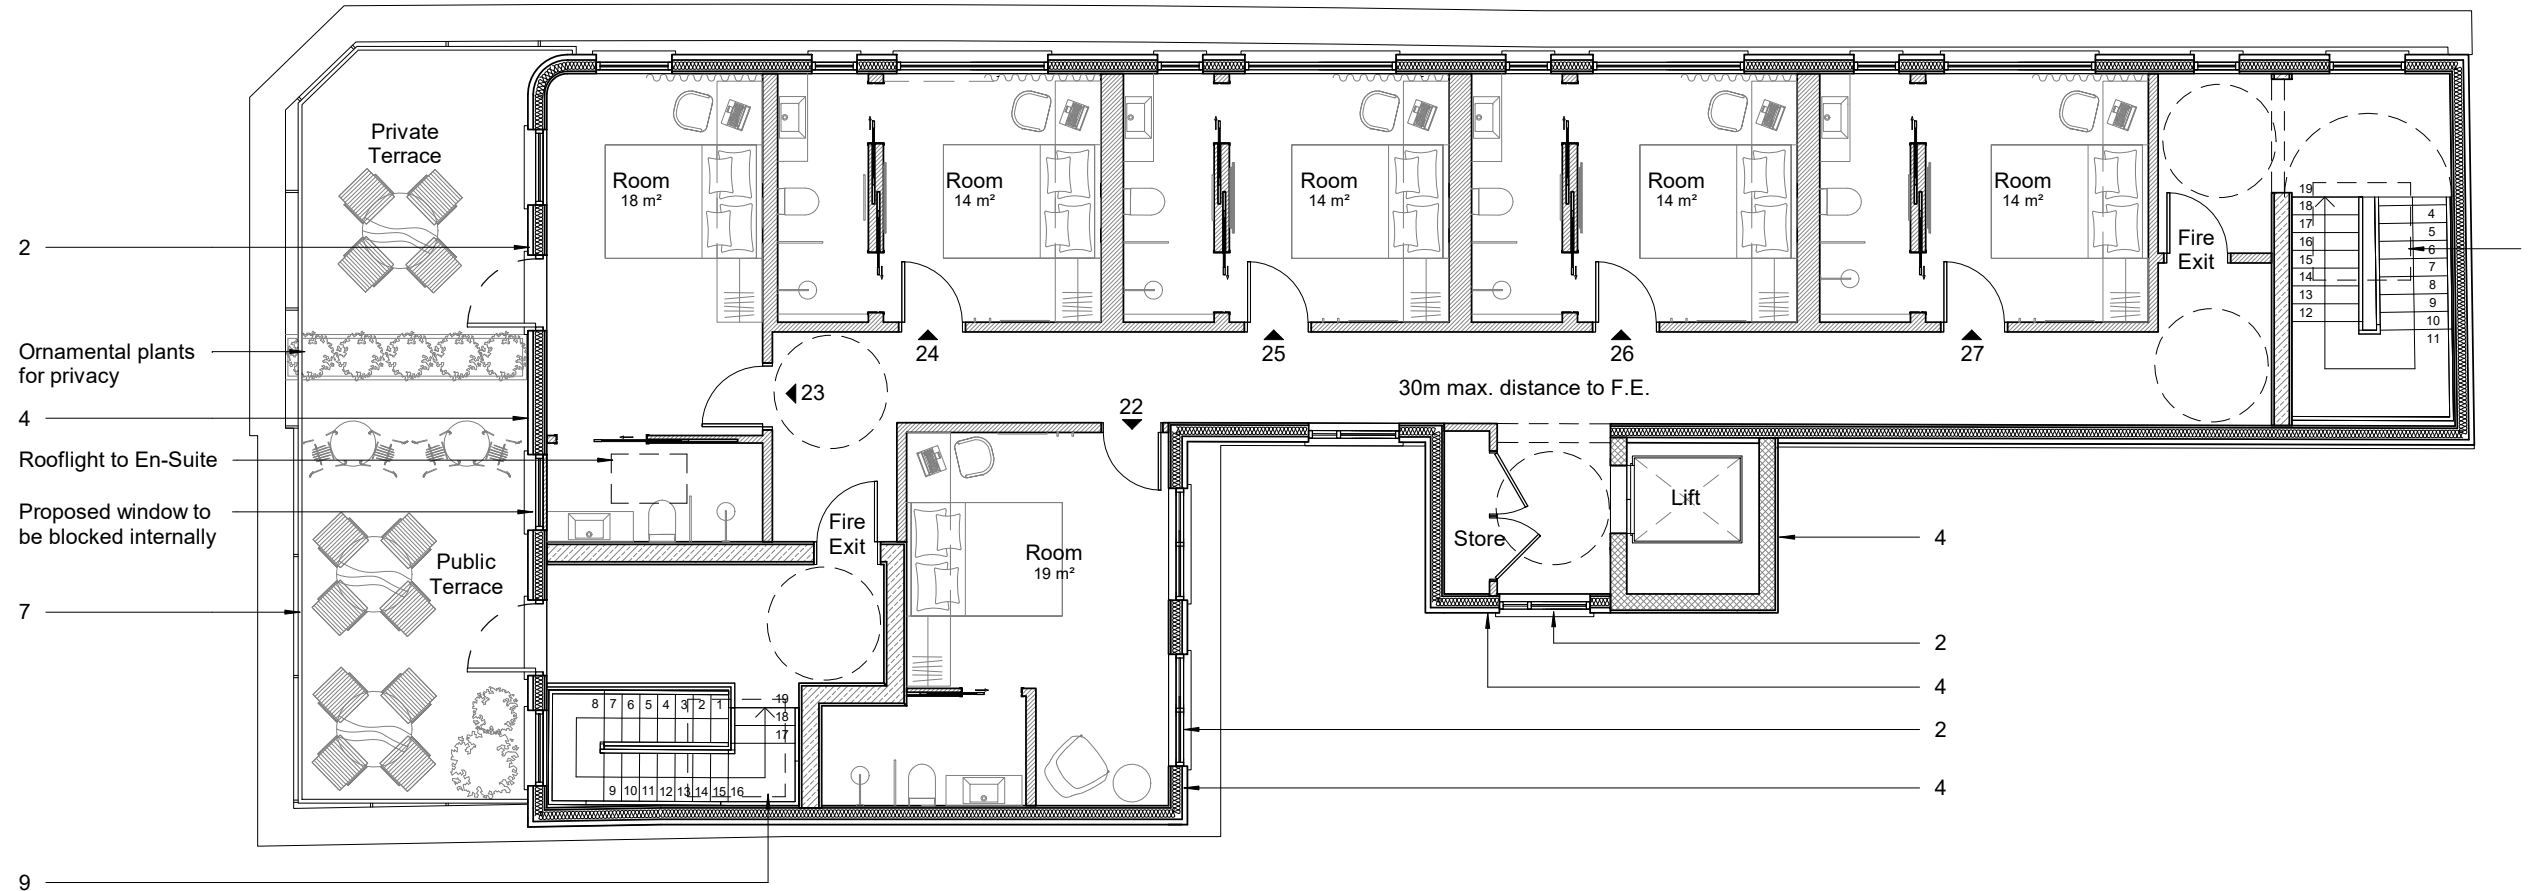 Private
Terrace
Room
18 m²
Room
14 m²
Room
14 m²
Room
14 m²
Room
14 m²
Fire
Exit
19
18
17
16
15
14
13
12
4
5
6
7
8
9
10
11
2
Ornamental plants
for privacy
4
Rooflight to En-Suite
Proposed window to
be blocked internally
7
9
24
25
26
27
23
22
30m max. distance to F.E.
Fire
Exit
Room
19 m²
Store
Lift
Public
Terrace
8 7 6 5 4 3 2 1
19
18
17
9 10 11 12 13 14 15 16
4
2
4
2
4